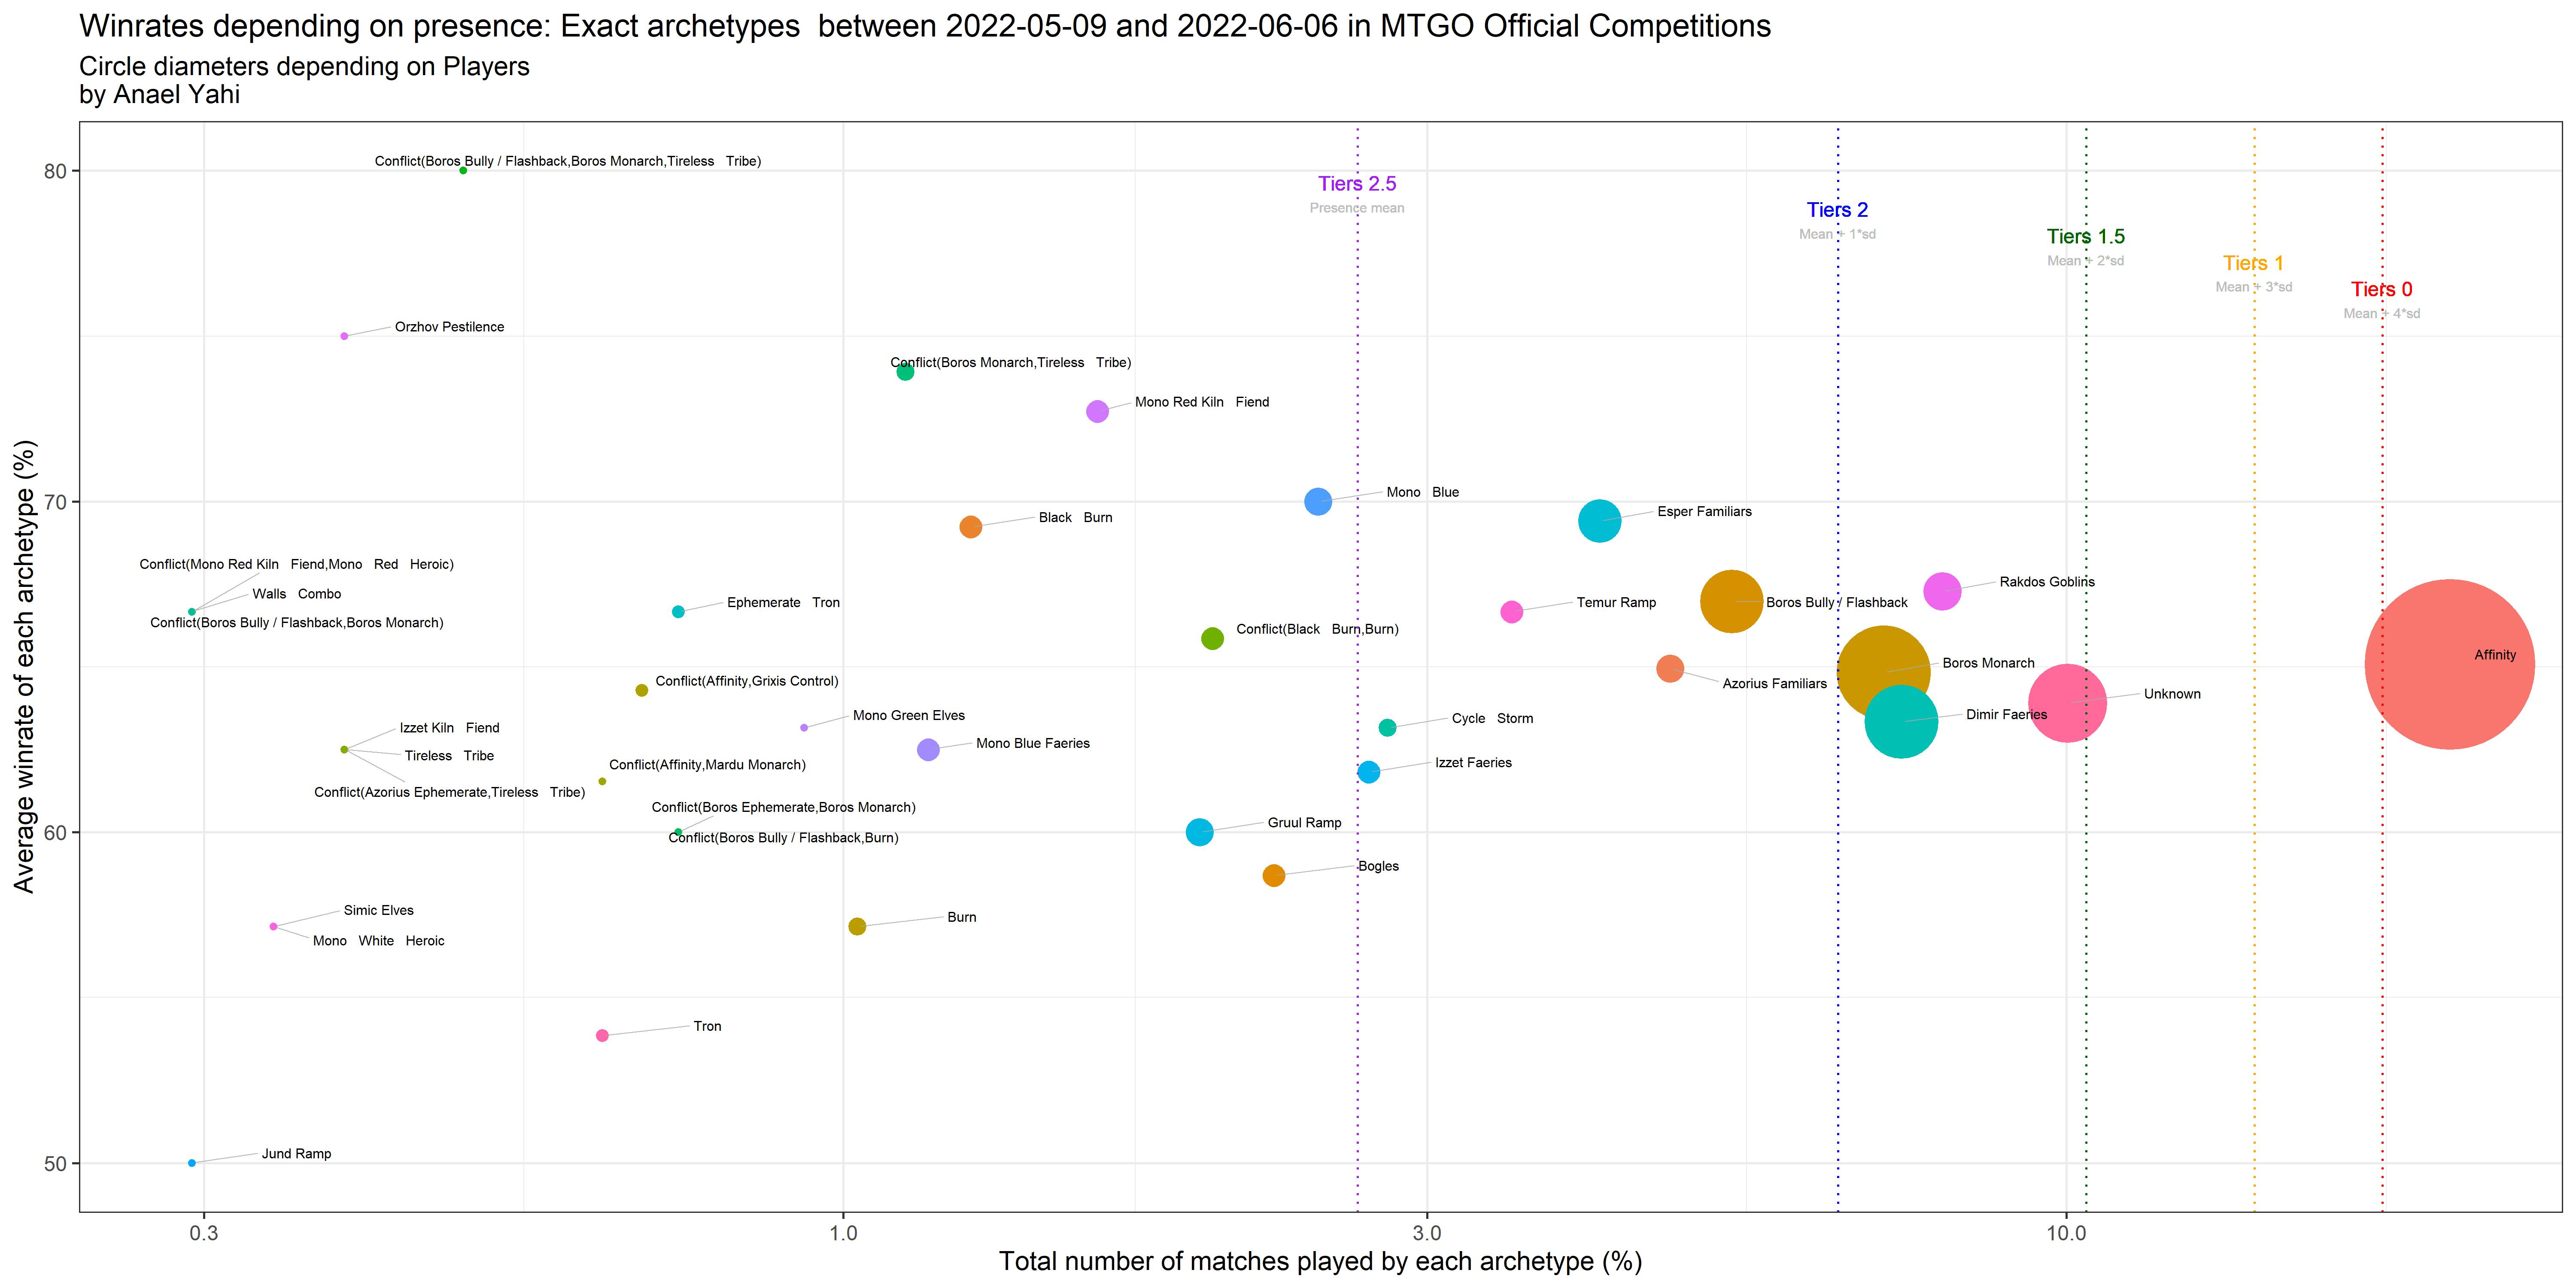 Winrates depending on presence: Exact archetypes  between 2022-05-09 and 2022-06-06 in MTGO Official Competitions
Circle diameters depending on Players
by Anael Yahi
Average winrate of each archetype (%)
80
70
60
50
Conflict(Boros Bully / Flashback,Boros Monarch,Tireless   Tribe)
Tiers 2.5
Presence mean
Tiers 2
Mean + 1*sd
Tiers 1.5
Mean + 2*sd
Tiers 1
Mean + 3*sd
Tiers 0
Mean + 4*sd
Orzhov Pestilence
Conflict(Boros Monarch,Tireless   Tribe)
Mono Red Kiln   Fiend
Mono   Blue
Esper Familiars
Black   Burn
Conflict(Mono Red Kiln   Fiend,Mono   Red   Heroic)
Walls   Combo
Conflict(Boros Bully / Flashback,Boros Monarch)
Ephemerate   Tron
Temur Ramp
Boros Bully / Flashback
Rakdos Goblins
Conflict(Black   Burn,Burn)
Affinity
Boros Monarch
Azorius Familiars
Conflict(Affinity,Grixis Control)
Unknown
Dimir Faeries
Cycle   Storm
Mono Green Elves
Izzet Kiln   Fiend
Tireless   Tribe
Conflict(Azorius Ephemerate,Tireless   Tribe)
Mono Blue Faeries
Conflict(Affinity,Mardu Monarch)
Izzet Faeries
Conflict(Boros Ephemerate,Boros Monarch)
Conflict(Boros Bully / Flashback,Burn)
Gruul Ramp
Bogles
Simic Elves
Mono   White   Heroic
Burn
Tron
Jund Ramp
0.3
1.0
3.0
10.0
Total number of matches played by each archetype (%)